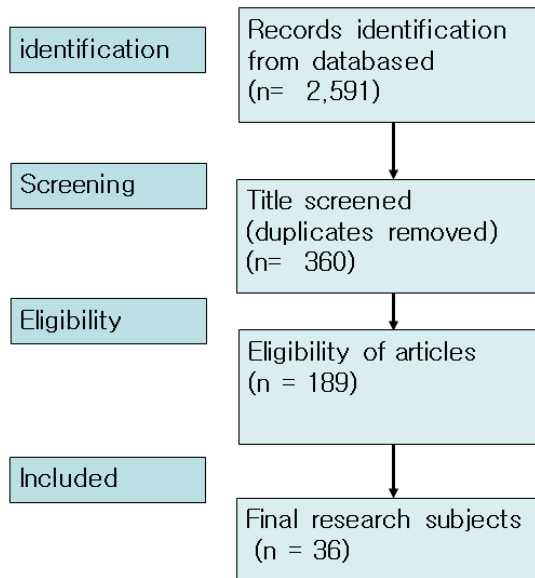 identification
Records identification
from databased
(n= 2,591)
Screening
Title screened
(duplicates removed)
(n= 360)
Eligibility
Eligibility of articles
(n = 189)
Included
Final research subjects
(n = 36)